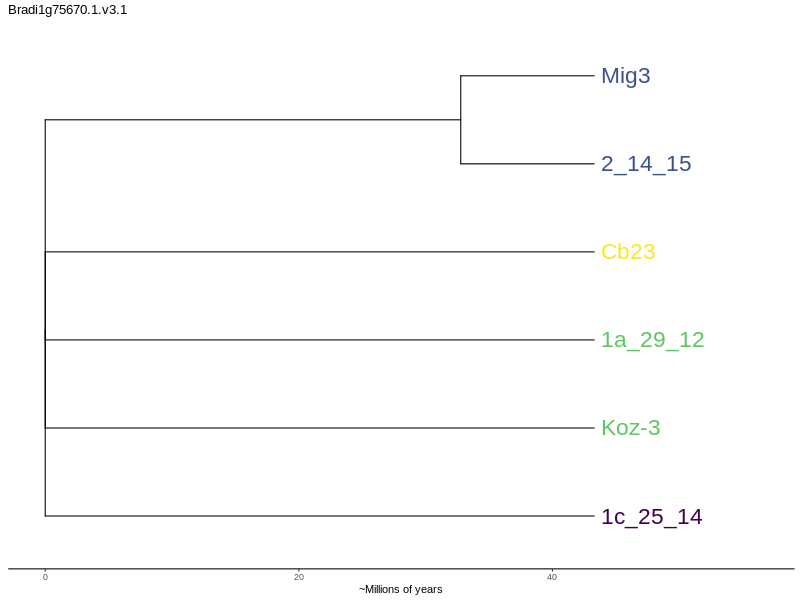 Bradi1g75670.1.v3.1
Mig3
2_14_15
Cb23
1a_29_12
Koz-3
1c_25_14
0 20 40
~Millions of years